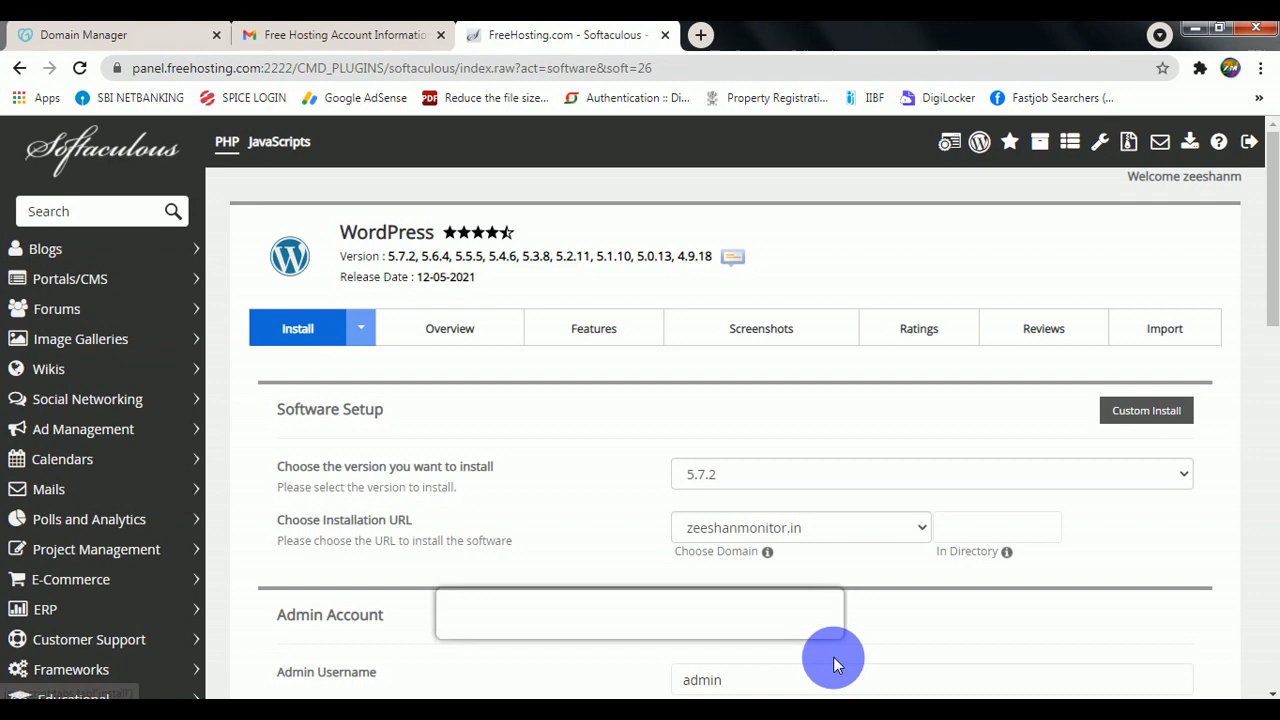 Domain Manager
Free Hosting Account Informatio
FreeHosting.com - Softaculous -
panel.freehosting.com:2222/CMD_PLUGINS/softaculous/index.raw?act=software&soft=26
Apps
SBI NETBANKING
SPICE LOGIN
Google AdSense
PDF
Reduce the file size...
Authentication :: Di...
Property Registrati...
IIBF
DigiLocker
Fastjob Searchers (...
»
Softaculous
PHP JavaScripts
Welcome zeeshanm
Search
Blogs
Portals/CMS
Forums
Image Galleries
Wikis
Social Networking
Ad Management
Calendars
Mails
Polls and Analytics
Project Management
E-Commerce
ERP
Customer Support
Frameworks
WordPress
Version : 5.7.2, 5.6.4, 5.5.5, 5.4.6, 5.3.8, 5.2.11, 5.1.10, 5.0.13, 4.9.18
Release Date : 12-05-2021
Install
Overview
Features
Screenshots
Ratings
Reviews
Import
Software Setup
Custom Install
Choose the version you want to install
Please select the version to install.
5.7.2
Choose Installation URL
Please choose the URL to install the software
zeeshanmonitor.in
Choose Domain
In Directory
Admin Account
Admin Username
admin